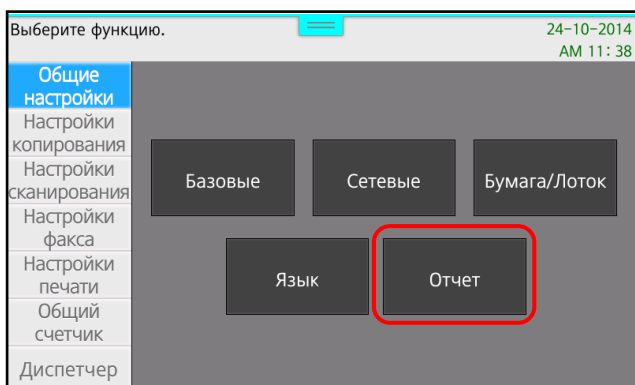 Выберите функцию.
24-10-2014
AM 11: 38
Общие
настройки
Настройки
копирования
Настройки
сканирования
Настройки
факса
Настройки
печати
Общий
счетчик
Диспетчер
Базовые
Сетевые
Бумага/Лоток
Язык
Отчет